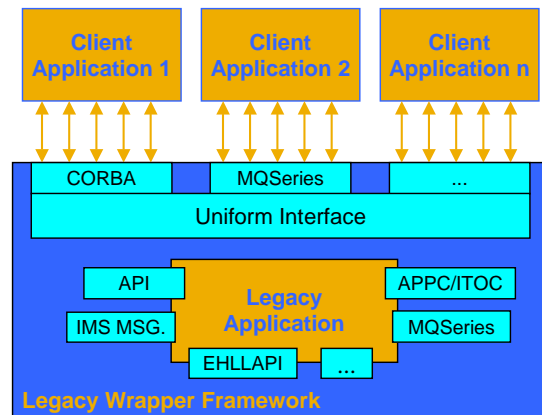 Client
Application 1
Client
Application 2
Client
Application n
CORBA
MQSeries
...
Uniform Interface
API
APPC/ITOC
Legacy
Application
IMS MSG.
MQSeries
EHLLAPI
...
Legacy Wrapper Framework